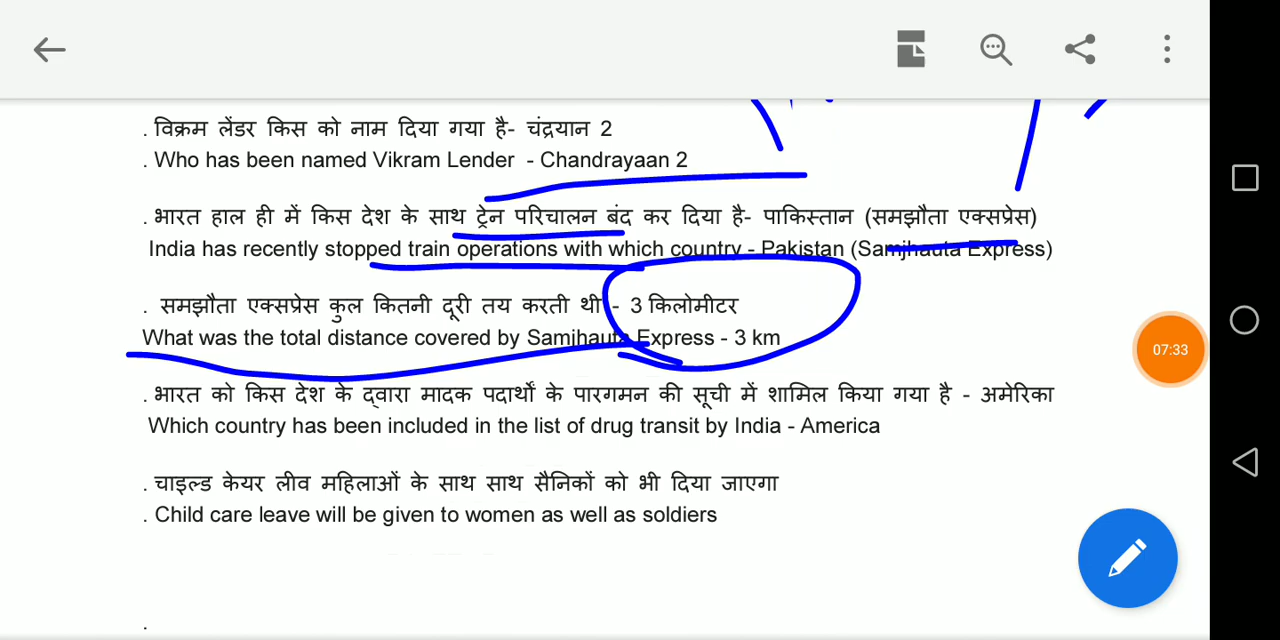 . विक्रम लेंडर किस को नाम दिया गया है- चंद्रयान 2
. Who has been named Vikram Lender - Chandrayaan 2
. भारत हाल ही में किस देश के साथ ट्रेन परिचालन बंद कर दिया है- पाकिस्तान (समझौता एक्सप्रेस)
India has recently stopped train operations with which country - Pakistan (Samjhauta Express)
. समझौता एक्सप्रेस कुल कितनी दूरी तय करती थी - 3 किलोमीटर
What was the total distance covered by Samjhauta Express - 3 km
07:33
. भारत को किस देश के द्वारा मादक पदार्थों के पारगमन की सूची में शामिल किया गया है - अमेरिका
Which country has been included in the list of drug transit by India - America
. चाइल्ड केयर लीव महिलाओं के साथ साथ सैनिकों को भी दिया जाएगा
. Child care leave will be given to women as well as soldiers
.